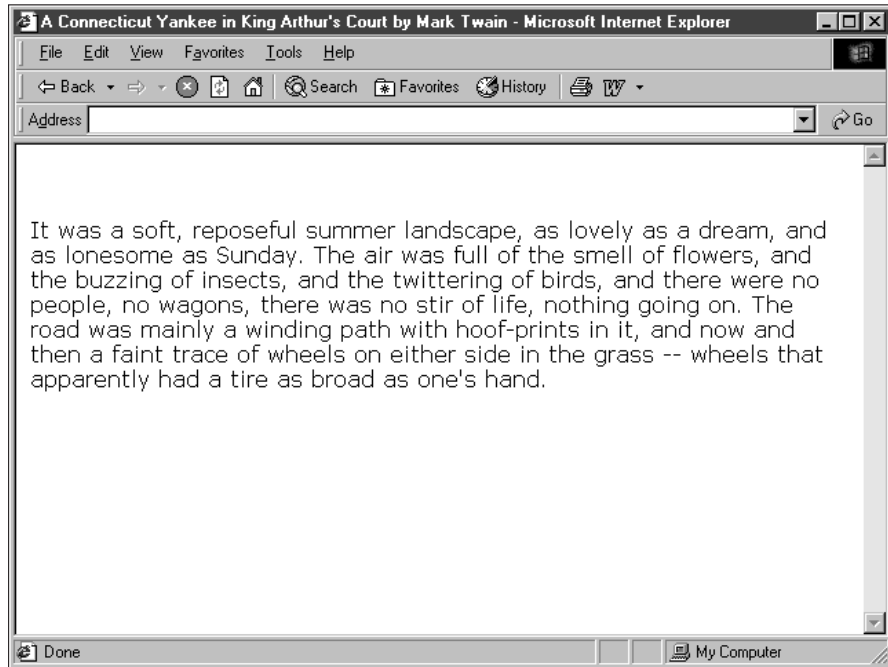 A Connecticut Yankee in King Arthur's Court by Mark Twain - Microsoft Internet Explorer
File Edit View Favorites Tools Help
Back Search Favorites History
Address Go
It was a soft, reposeful summer landscape, as lovely as a dream, and
as lonesome as Sunday. The air was full of the smell of flowers, and
the buzzing of insects, and the twittering of birds, and there were no
people, no wagons, there was no stir of life, nothing going on. The
road was mainly a winding path with hoof-prints in it, and now and
then a faint trace of wheels on either side in the grass -- wheels that
apparently had a tire as broad as one's hand.
Done My Computer